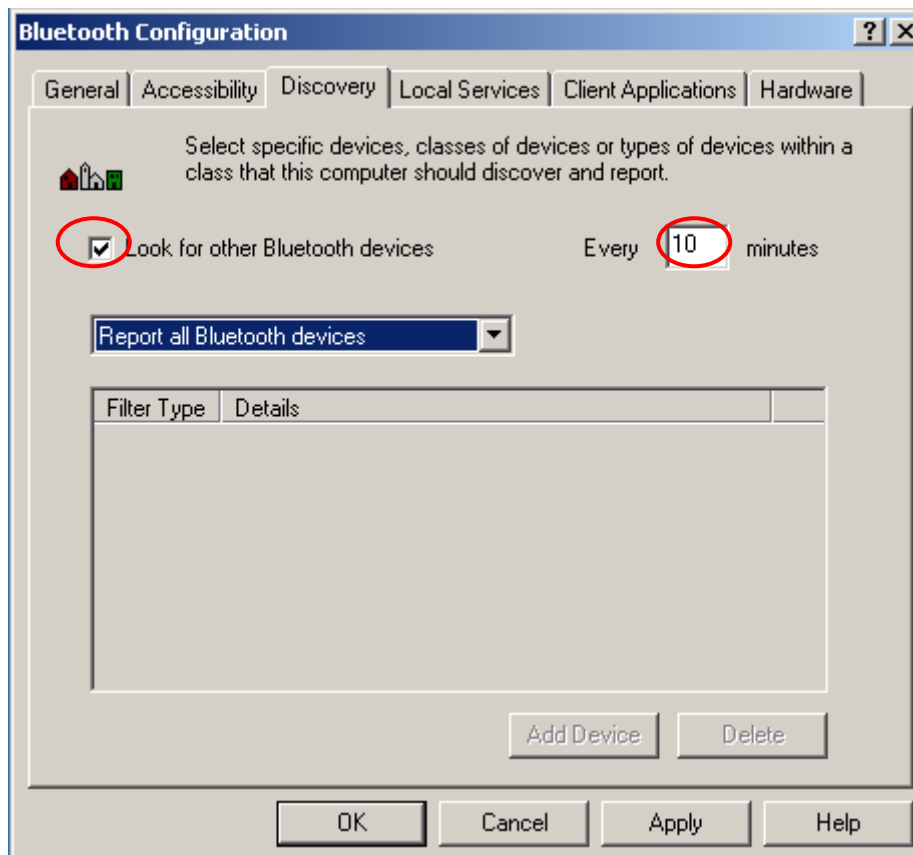 Bluetooth Configuration
General Accessibility Discovery Local Services Client Applications Hardware
Select specific devices, classes of devices or types of devices within a
class that this computer should discover and report.
Look for other Bluetooth devices Every 10 minutes
Report all Bluetooth devices
Filter Type Details
Add Device Delete
OK Cancel Apply Help